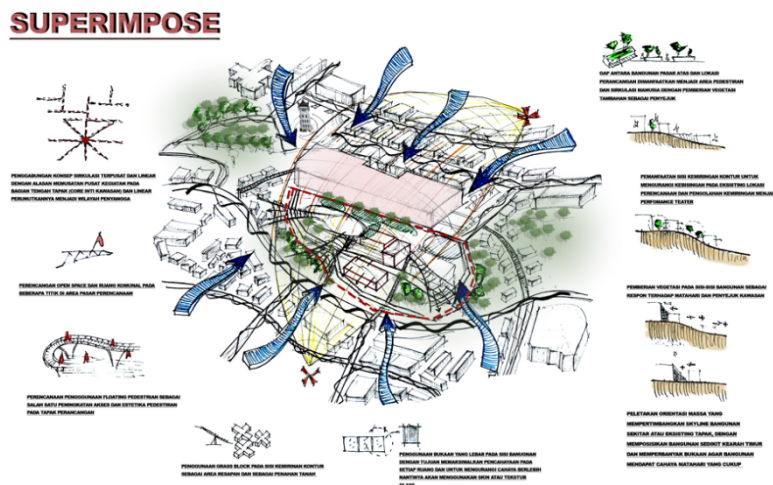 SUPERIMPOSE
GAP ANTARA BANGUNAN PASAR ATAS DAN LOKASI
PERANCANGAN DIMANFAATKAN MENJADI AREA PEDESTIRAN
DAN SIRKULASI MANUSIA DENGAN PEMBERIAN VEGETASI
TAMBAHAN SEBAGAI PENYEJUK
PENGGABUNGAN KONSEP SIRKULASI TERPUSAT DAN LINEAR
DENGAN ALASAN MEMUSATAN PUSAT KEGIATAN PADA
BAGIAN TENGAH TAPAK (CORE INTI KAWASAN) DAN LINEAR
PERUMUTKANNYA MENJADI WILAYAH PENYANGGA
PEMANFAATAN SISI KEMIRINGAN KONTUR UNTUK
MENGURANGI KEBISINGAN PADA EKSISTING LOKASI
PERENCANAAN DAN PENGOLAHAN KEMIRINGAN MENJAI
PERFOMANCE TEATER
PERENCANGAN OPEN SPACE DAN RUANG KOMUNAL PADA
BEBERAPA TITIK DI AREA PASAR PERENCANAAN
PEMBERIAN VEGETASI PADA SISI-SISI BANGUNAN SEBAGAI
RESPON TERHADAP MATAHARI DAN PENYEJUK KAWASAN
PERENCANAAN PENGGUNAAN FLOATING PEDESTRIAN SEBAGAI
SALAH SATU PENINGKATAN AKSES DAN ESTETIKA PEDESTIRAN
PADA TAPAK PERANCANGAN
PELETAKAN ORIENTASI MASSA YANG
MEMPERTIMBANGKAN SKYLINE BANGUNAN
SEKITAR ATAU EKSISTING TAPAK, DENGAN
MEMPOSISIKAN BANGUNAN SEDIKIT KEARAH TIMUR
DAN MEMPERBANYAK BUKAAN AGAR BANGUNAN
MENDAPAT CAHAYA MATAHARI YANG CUKUP
PENGGUNAAN GRASS BLOCK PADA SISI KEMIRINGAN KONTUR
SEBAGAI AREA RESAPAN DAN SEBAGAI PENAHAN TANAH
PENGGUNAAN BUKAAN YANG LEBAR PADA SISI BANGUNAN
DENGAN TUJUAN MEMAKSIMALKAN PENCAHAYAAN PADA
SETIAP RUANG DAN UNTUK MENGURANGI CAHAYA BERLEBIH
NANTINYA AKAN MENGGUNAKAN SKIN ATAU TEKSTUR